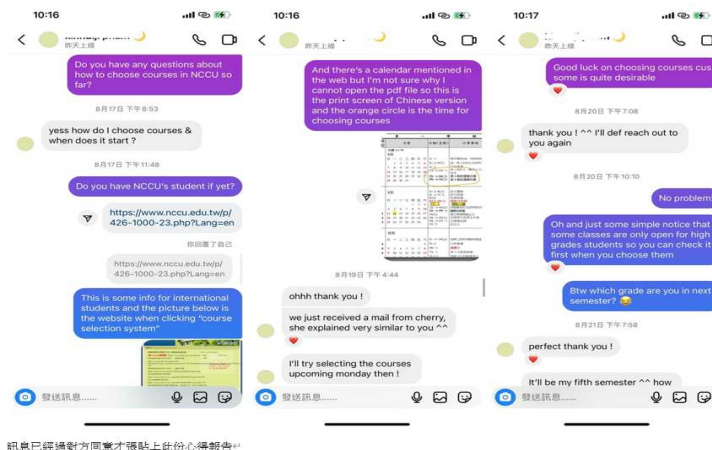 10:16
昨天上線
Do you have any questions about
how to choose courses in NCCU so
far?
8月17日 下午8:53
yess how do I choose courses &
when does it start ?
8月17日 下午11:48
Do you have NCCU's student if yet?
https://www.nccu.edu.tw/p/
426-1000-23.php?Lang=en
你回覆了自己
https://www.nccu.edu.tw/p/
426-1000-23.php?Lang=en
This is some info for international
students and the picture below is
the website when clicking "course
selection system"
發送訊息......
10:16
昨天上線
And there's a calendar mentioned in
the web but I'm not sure why I
cannot open the pdf file so this is
the print screen of Chinese version
and the orange circle is the time for
choosing courses
8月19日 下午4:44
ohhh thank you !
we just received a mail from cherry,
she explained very similar to you ^^
I'll try selecting the courses
upcoming monday then !
發送訊息......
10:17
昨天上線
Good luck on choosing courses cus
some is quite desirable
8月20日 下午7:08
thank you ! ^^ I'll def reach out to
you again
8月20日 下午10:10
No problem!
Oh and just some simple notice that
some classes are only open for high
grades students so you can check it
first when you choose them
Btw which grade are you in next
semester? 😂
8月21日 下午7:58
perfect thank you !
It'll be my fifth semester ^^ how
發送訊息......
訊息已經過對方同意才張貼上此份心得報告